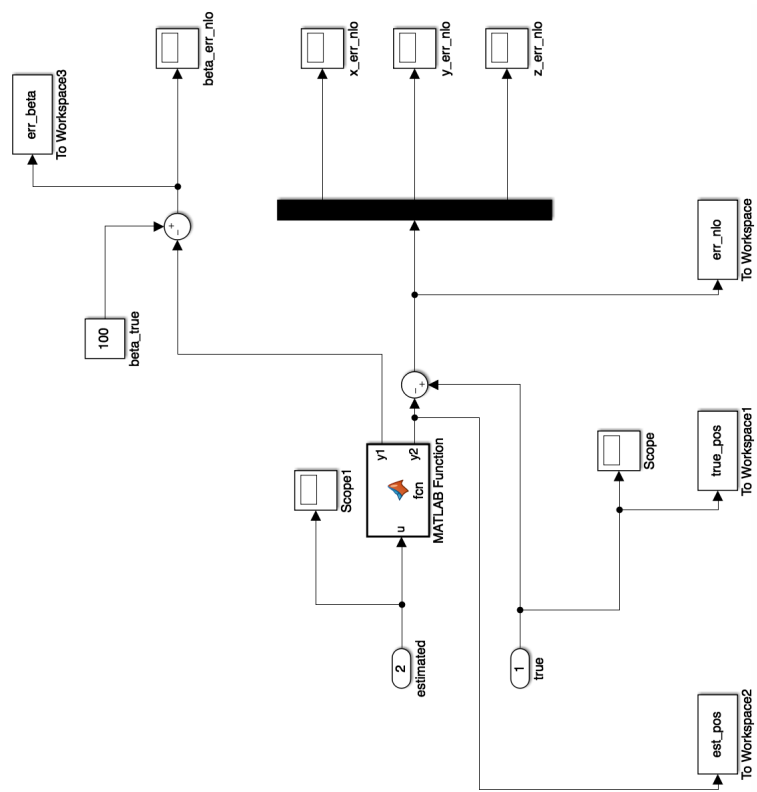 err_beta
To Workspace3
beta_err_nlo
x_err_nlo
y_err_nlo
z_err_nlo
+
−
100
beta_true
err_nlo
To Workspace
−
+
Scope1
y1
y2
u
fcn
MATLAB Function
Scope
true_pos
To Workspace1
2
estimated
1
true
est_pos
To Workspace2